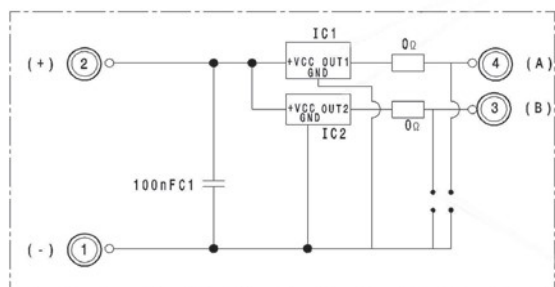 IC1
0Ω
(+) 2 +VCC OUT1 4 (A)
GND
+VCC OUT2 3 (B)
GND
IC2 0Ω
100nFC1
(-) 1